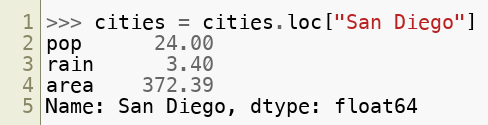 1 >>> cities = cities.loc["San Diego"]
2 pop      24.00
3 rain      3.40
4 area    372.39
5 Name: San Diego, dtype: float64